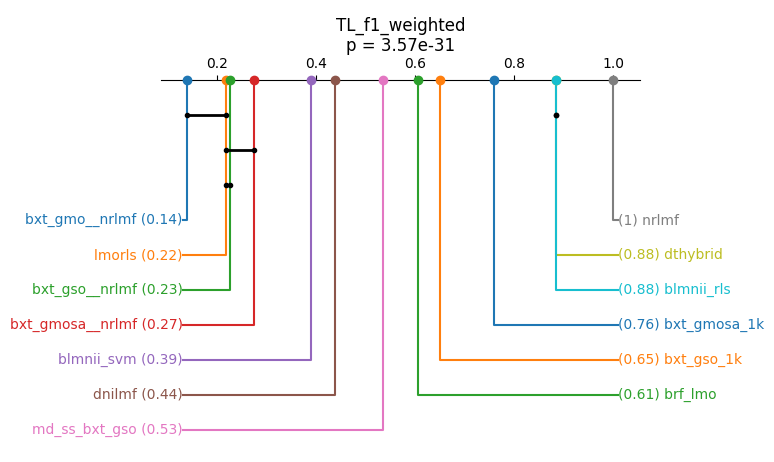 TL_f1_weighted
p = 3.57e-31
0.2 0.4 0.6 0.8 1.0
bxt_gmo__nrlmf (0.14)
lmorls (0.22)
bxt_gso__nrlmf (0.23)
bxt_gmosa__nrlmf (0.27)
blmnii_svm (0.39)
dnilmf (0.44)
md_ss_bxt_gso (0.53)
(1) nrlmf
(0.88) dthybrid
(0.88) blmnii_rls
(0.76) bxt_gmosa_1k
(0.65) bxt_gso_1k
(0.61) brf_lmo